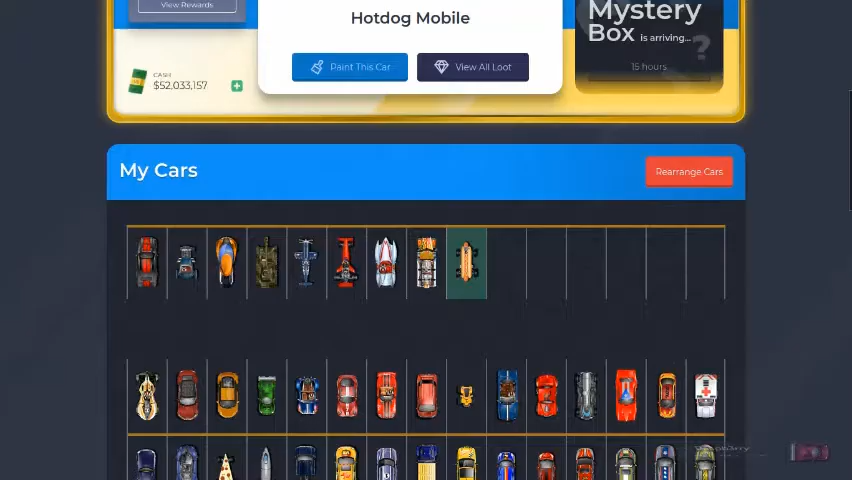 View Rewards
Hotdog Mobile
Mystery
Box is arriving...
?
15 hours
Paint This Car
View All Loot
CASH
$52,033,157
My Cars
Rearrange Cars